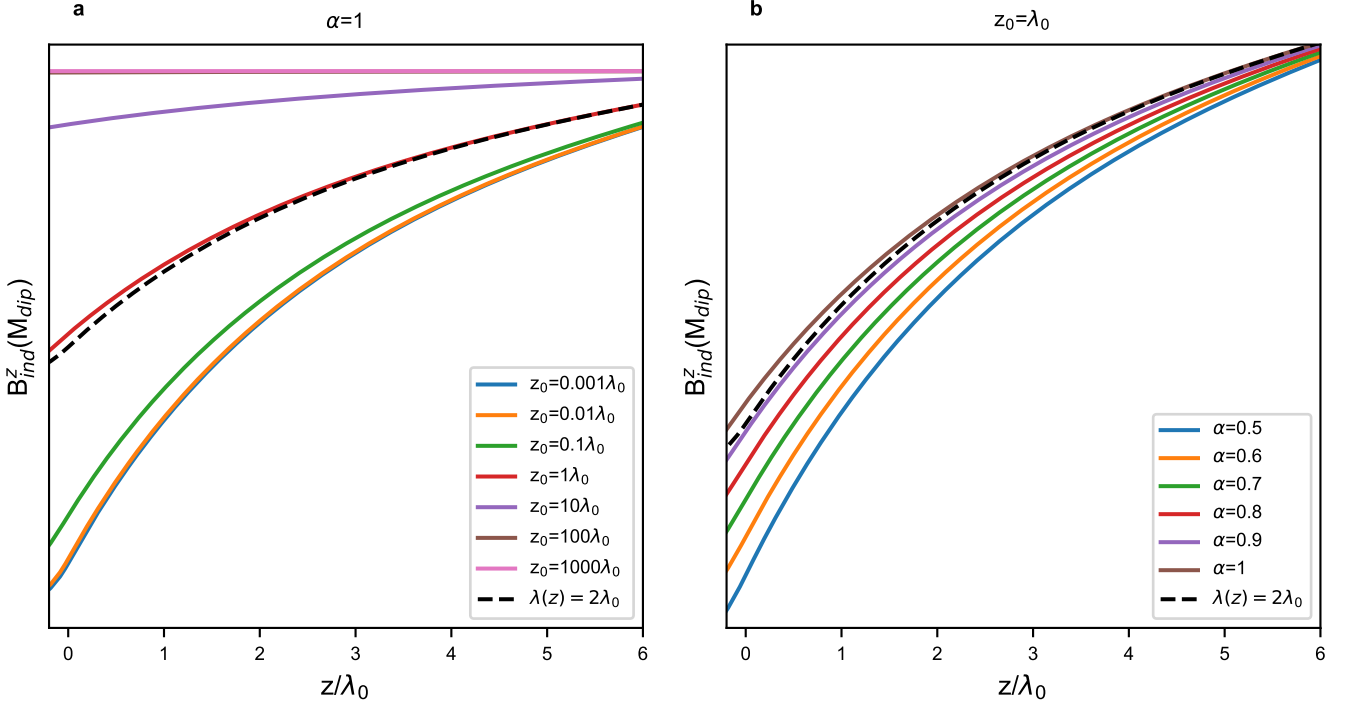 a
α=1
B^z_ind(M_dip)
z₀=0.001λ₀
z₀=0.01λ₀
z₀=0.1λ₀
z₀=1λ₀
z₀=10λ₀
z₀=100λ₀
z₀=1000λ₀
λ(z) = 2λ₀
0 1 2 3 4 5 6
z/λ₀
b
z₀=λ₀
B^z_ind(M_dip)
α=0.5
α=0.6
α=0.7
α=0.8
α=0.9
α=1
λ(z) = 2λ₀
0 1 2 3 4 5 6
z/λ₀